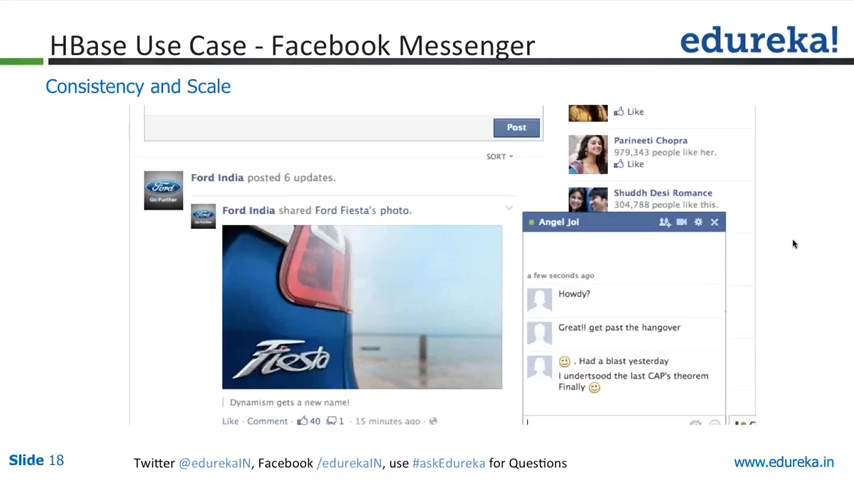 HBase Use Case - Facebook Messenger
edureka!
Consistency and Scale
Post
SORT
Ford India posted 6 updates.
Ford
Go Further
Ford India shared Ford Fiesta's photo.
Fiesta
Dynamism gets a new name!
Like · Comment · 40 1 · 15 minutes ago ·
Like
Parineeti Chopra
979,343 people like her.
Like
Shuddh Desi Romance
304,788 people like this.
Angel Jol
a few seconds ago
Howdy?
Great!! get past the hangover
. Had a blast yesterday
I undertsood the last CAP's theorem
Finally
Slide 18
Twitter @edurekaIN, Facebook /edurekaIN, use #askEdureka for Questions
www.edureka.in